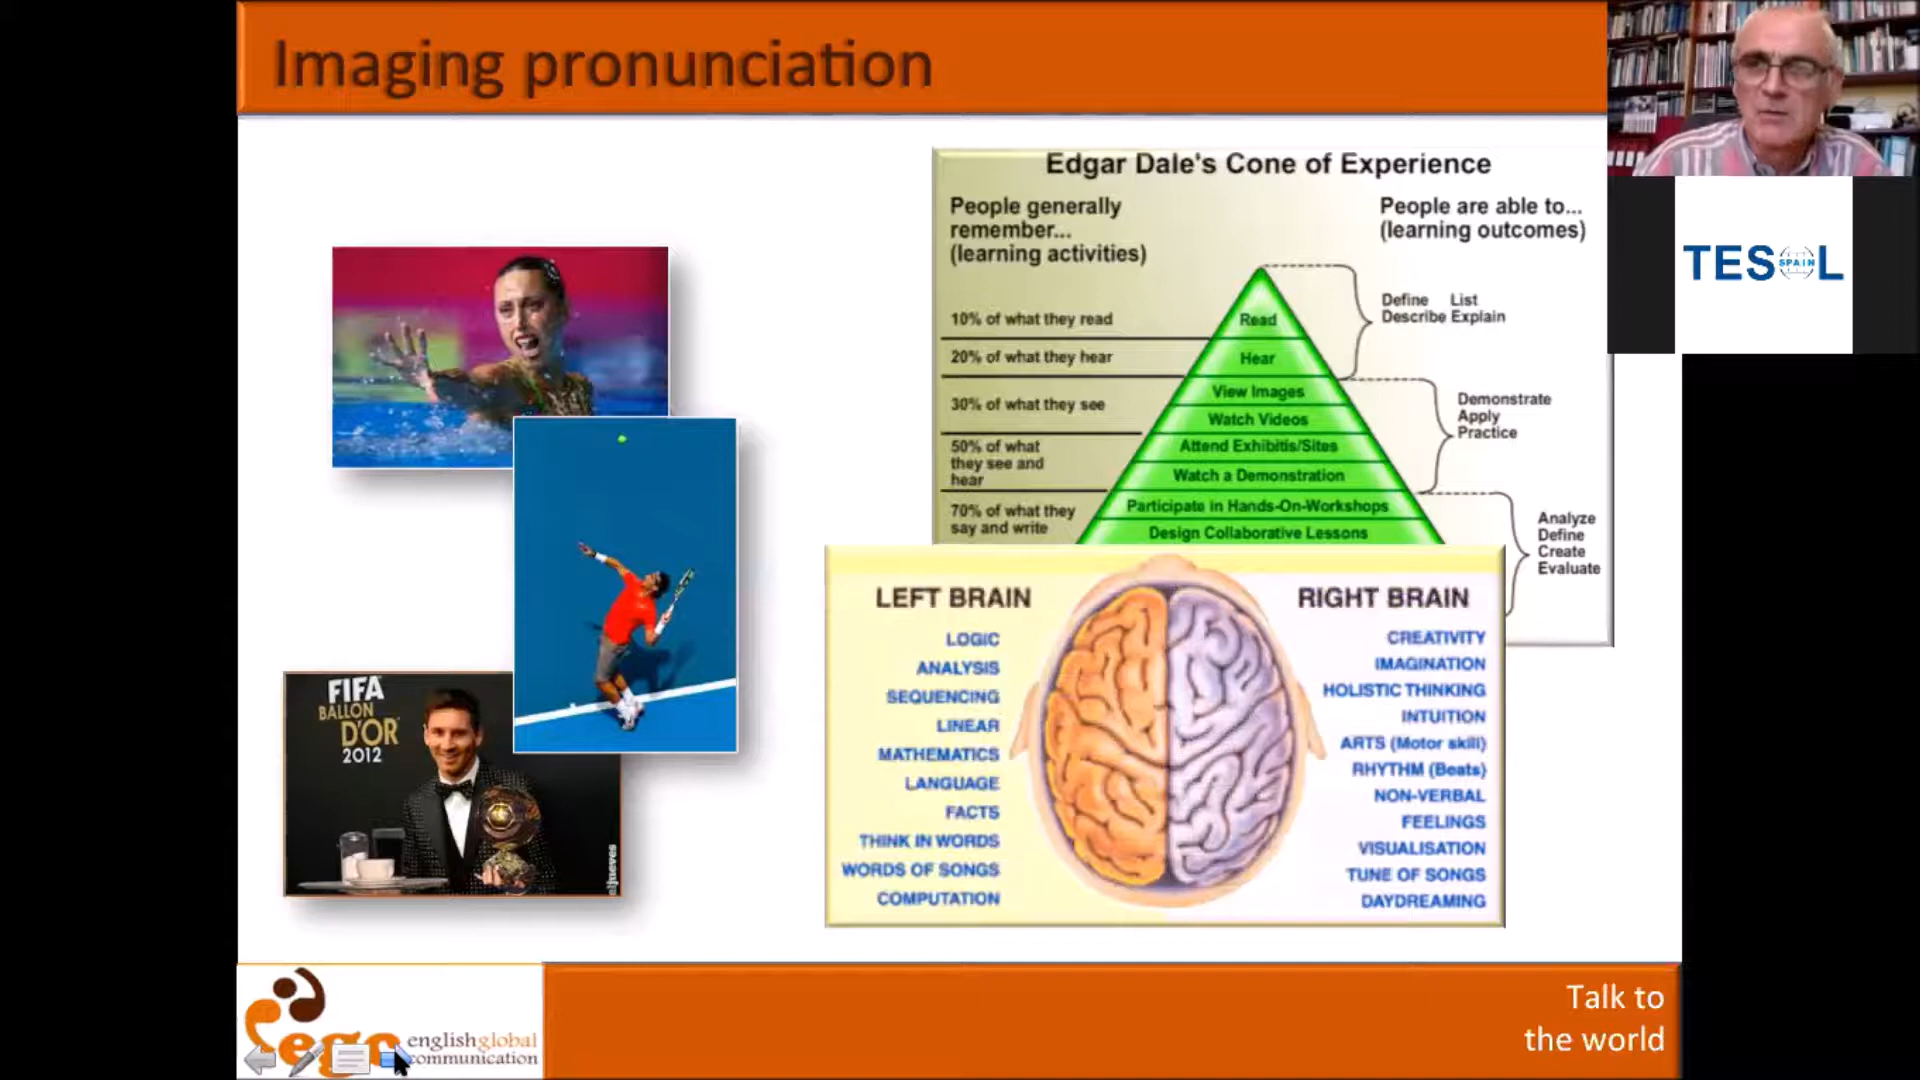 Imaging pronunciation
Edgar Dale's Cone of Experience
People generally
remember...
(learning activities)
People are able to...
(learning outcomes)
10% of what they read
20% of what they hear
30% of what they see
50% of what
they see and
hear
70% of what they
say and write
Read
Hear
View Images
Watch Videos
Attend Exhibitis/Sites
Watch a Demonstration
Participate in Hands-On-Workshops
Design Collaborative Lessons
Define List
Describe Explain
Demonstrate
Apply
Practice
Analyze
Define
Create
Evaluate
TESOL
SPAIN
FIFA
BALLON
D'OR
2012
eljueves
LEFT BRAIN
LOGIC
ANALYSIS
SEQUENCING
LINEAR
MATHEMATICS
LANGUAGE
FACTS
THINK IN WORDS
WORDS OF SONGS
COMPUTATION
RIGHT BRAIN
CREATIVITY
IMAGINATION
HOLISTIC THINKING
INTUITION
ARTS (Motor skill)
RHYTHM (Beats)
NON-VERBAL
FEELINGS
VISUALISATION
TUNE OF SONGS
DAYDREAMING
egc
englishglobal
communication
Talk to
the world